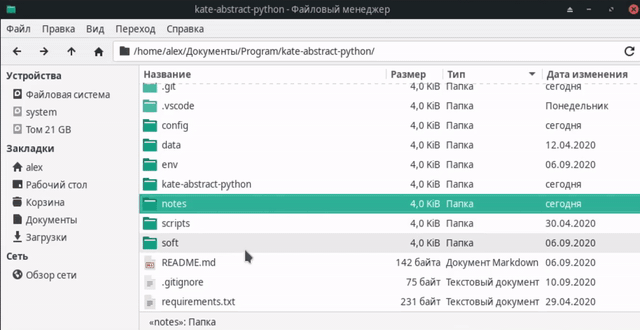 kate-abstract-python - Файловый менеджер
Файл Правка Вид Переход Справка
/home/alex/Документы/Program/kate-abstract-python/
Устройства
Файловая система
system
Том 21 GB
Закладки
alex
Рабочий стол
Корзина
Документы
Загрузки
Сеть
Обзор сети
Название Размер Тип Дата изменения
.git 4,0 KiB Папка сегодня
.vscode 4,0 KiB Папка Понедельник
config 4,0 KiB Папка сегодня
data 4,0 KiB Папка 12.04.2020
env 4,0 KiB Папка 06.09.2020
kate-abstract-python 4,0 KiB Папка сегодня
notes 4,0 KiB Папка сегодня
scripts 4,0 KiB Папка 30.04.2020
soft 4,0 KiB Папка 06.09.2020
README.md 142 байта Документ Markdown 06.09.2020
.gitignore 75 байт Текстовый документ 10.09.2020
requirements.txt 231 байт Текстовый документ 29.04.2020
«notes»: Папка